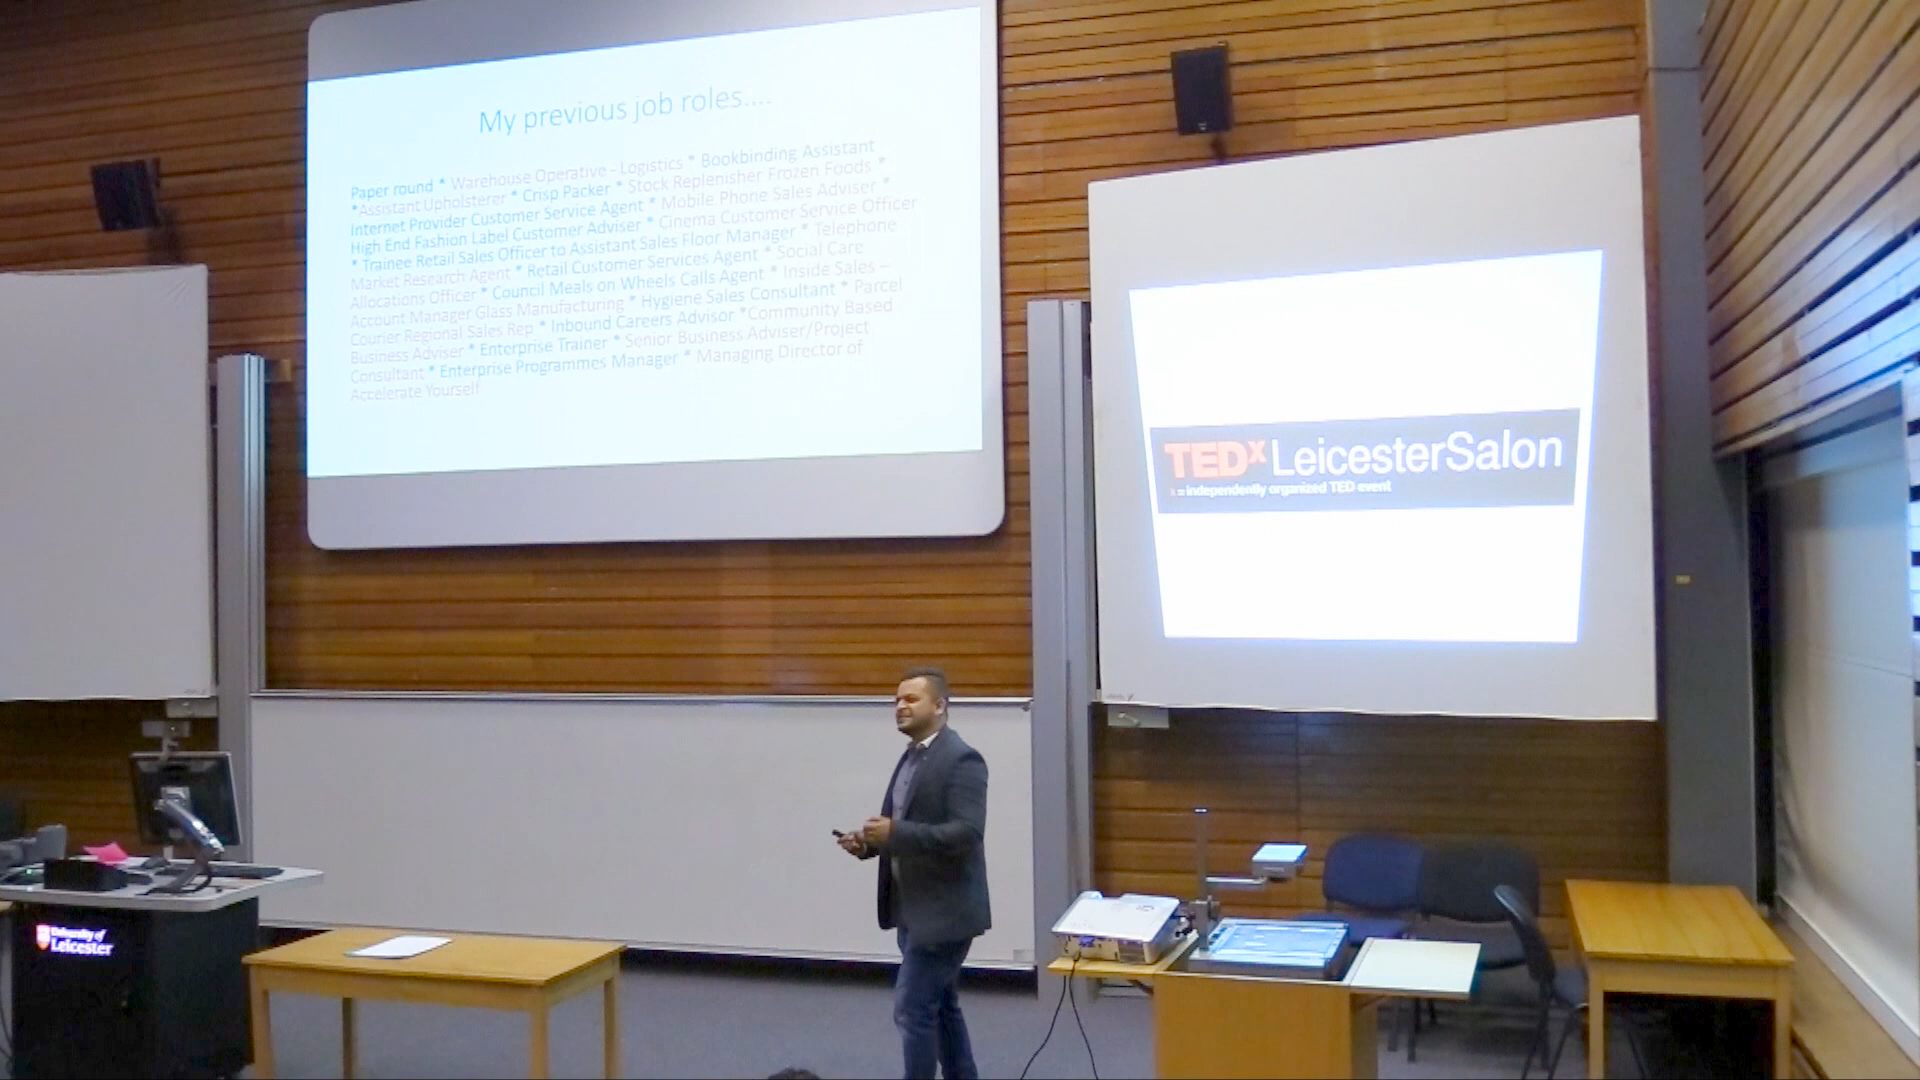 My previous job roles....
Paper round * Warehouse Operative - Logistics * Bookbinding Assistant
*Assistant Upholsterer * Crisp Packer * Stock Replenisher Frozen Foods *
Internet Provider Customer Service Agent * Mobile Phone Sales Adviser *
High End Fashion Label Customer Adviser * Cinema Customer Service Officer
* Trainee Retail Sales Officer to Assistant Sales Floor Manager * Telephone
Market Research Agent * Retail Customer Services Agent * Social Care
Allocations Officer * Council Meals on Wheels Calls Agent * Inside Sales –
Account Manager Glass Manufacturing * Hygiene Sales Consultant * Parcel
Courier Regional Sales Rep * Inbound Careers Advisor *Community Based
Business Adviser * Enterprise Trainer * Senior Business Adviser/Project
Consultant * Enterprise Programmes Manager * Managing Director of
Accelerate Yourself
TEDx LeicesterSalon
x = independently organized TED event
University of
Leicester